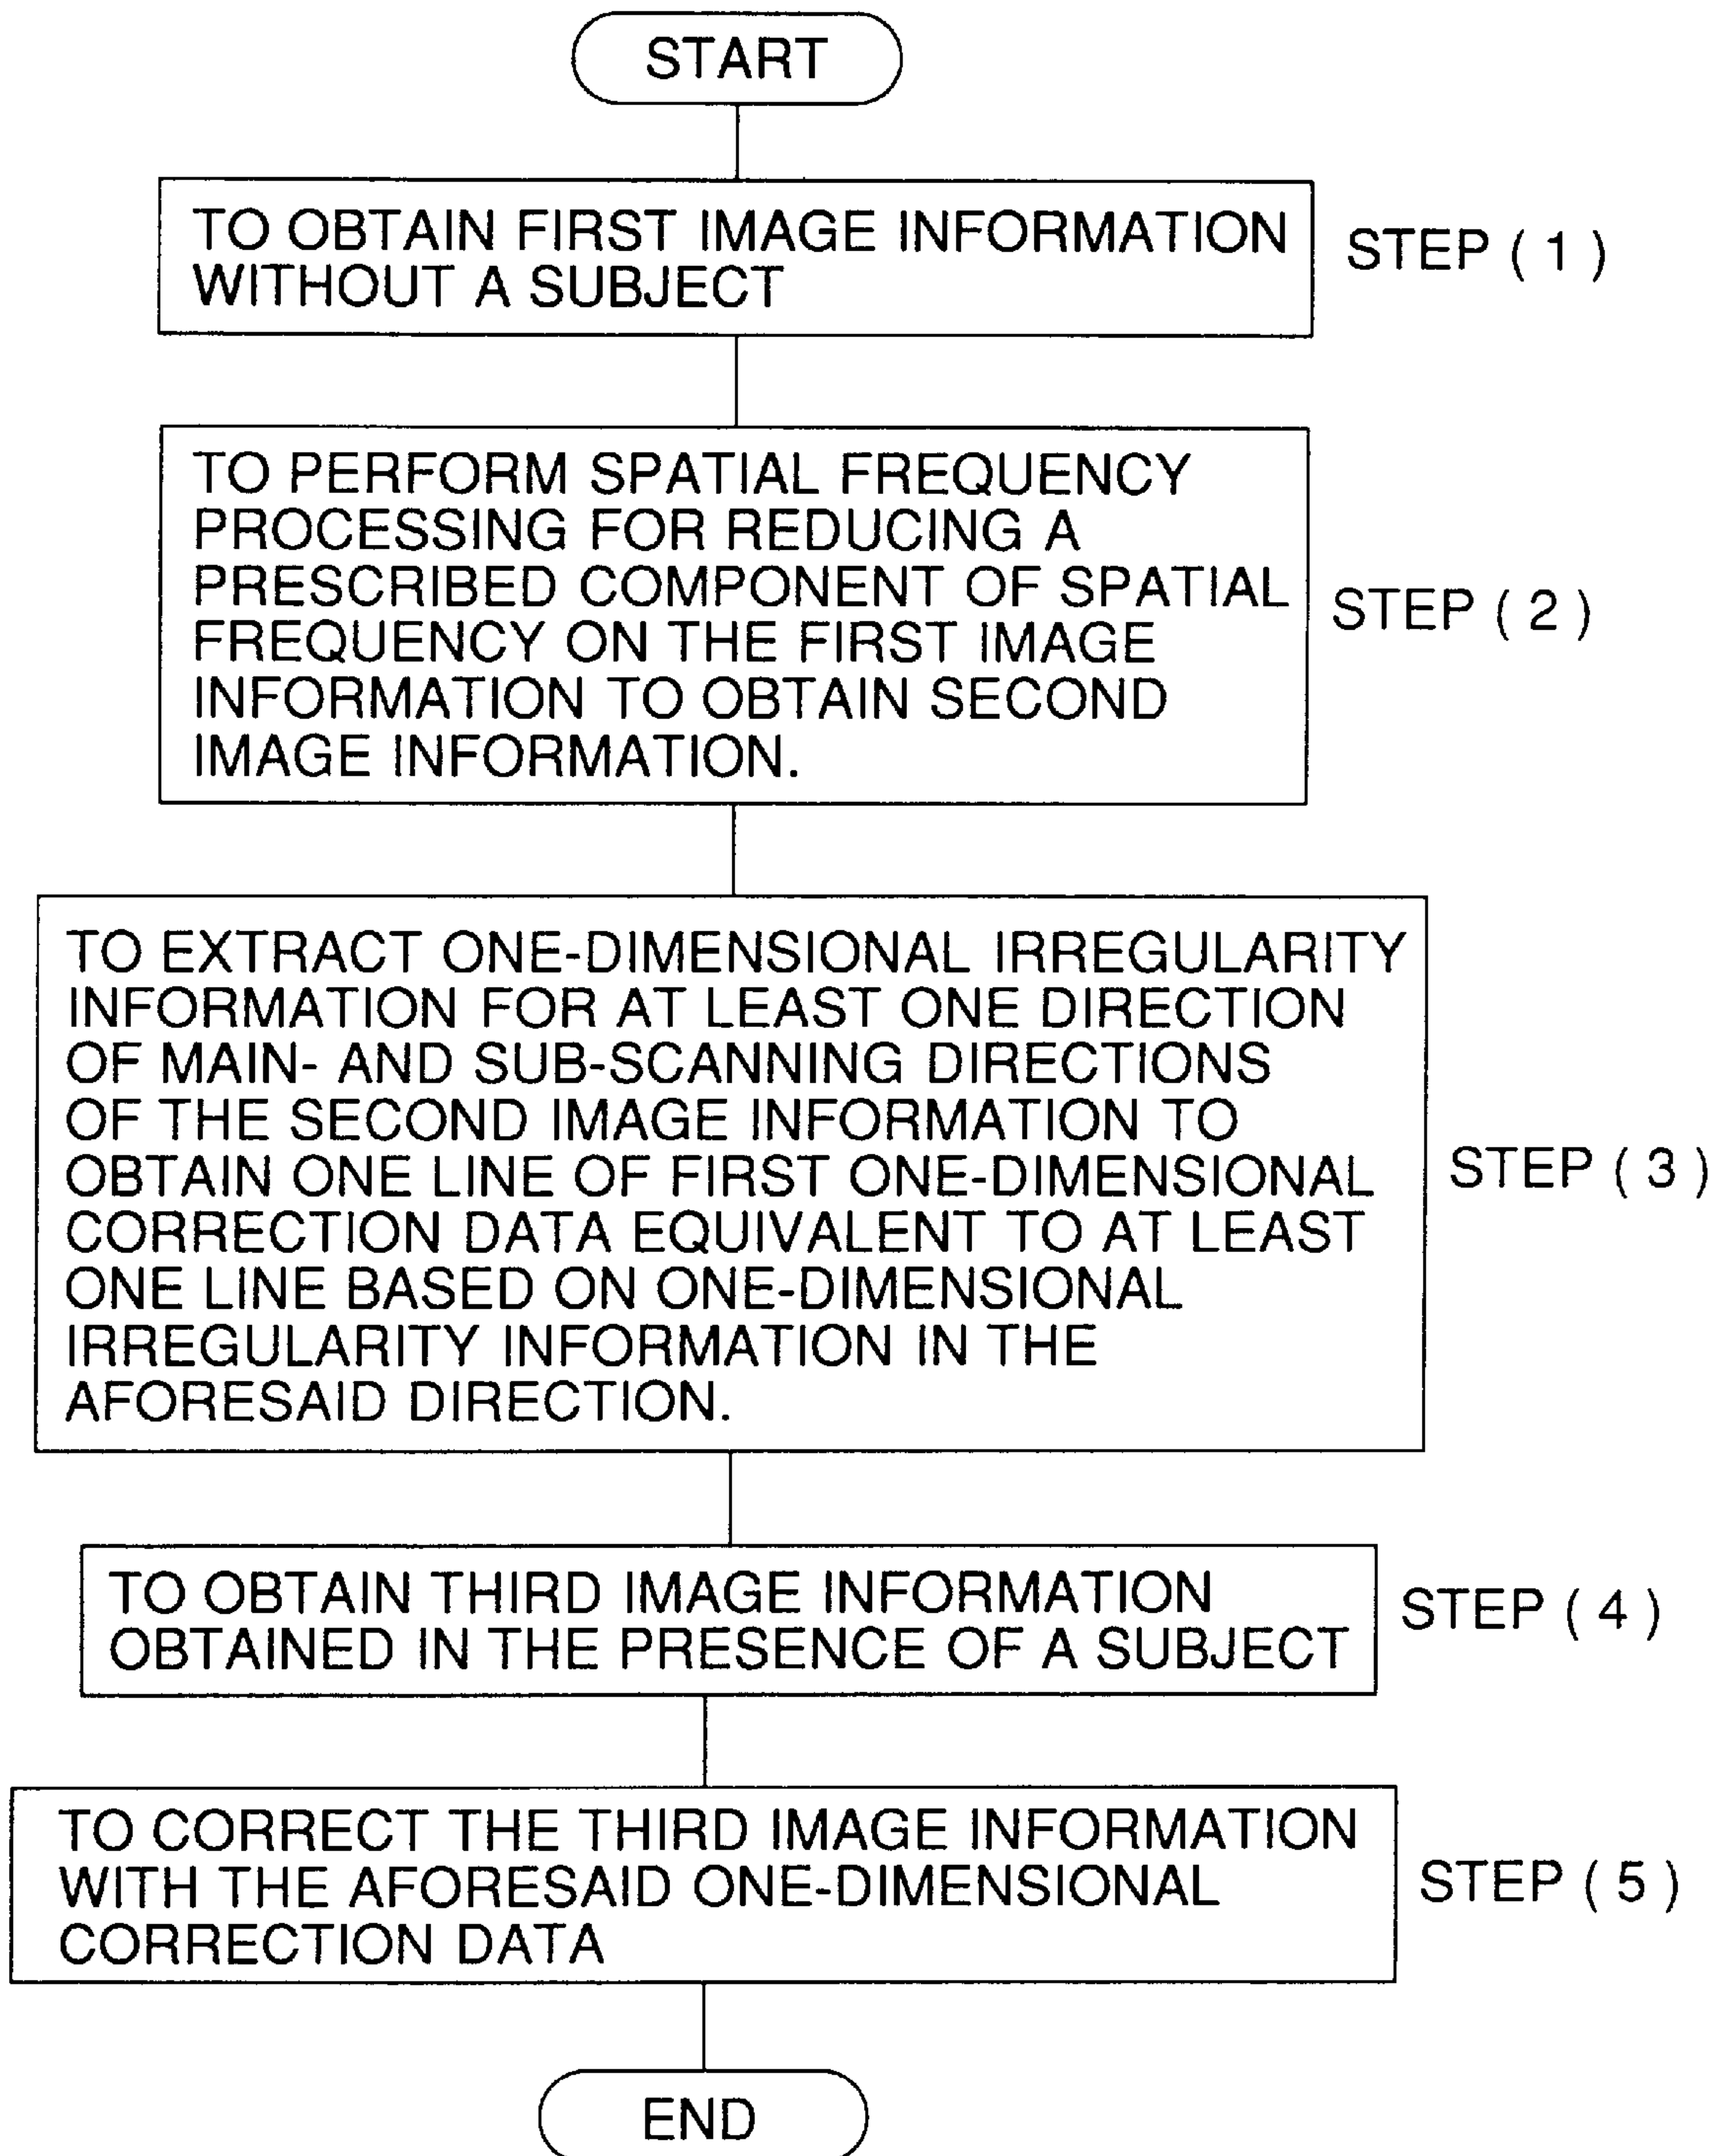 START
TO OBTAIN FIRST IMAGE INFORMATION
WITHOUT A SUBJECT
STEP ( 1 )
TO PERFORM SPATIAL FREQUENCY
PROCESSING FOR REDUCING A
PRESCRIBED COMPONENT OF SPATIAL
FREQUENCY ON THE FIRST IMAGE
INFORMATION TO OBTAIN SECOND
IMAGE INFORMATION.
STEP ( 2 )
TO EXTRACT ONE-DIMENSIONAL IRREGULARITY
INFORMATION FOR AT LEAST ONE DIRECTION
OF MAIN- AND SUB-SCANNING DIRECTIONS
OF THE SECOND IMAGE INFORMATION TO
OBTAIN ONE LINE OF FIRST ONE-DIMENSIONAL
CORRECTION DATA EQUIVALENT TO AT LEAST
ONE LINE BASED ON ONE-DIMENSIONAL
IRREGULARITY INFORMATION IN THE
AFORESAID DIRECTION.
STEP ( 3 )
TO OBTAIN THIRD IMAGE INFORMATION
OBTAINED IN THE PRESENCE OF A SUBJECT
STEP ( 4 )
TO CORRECT THE THIRD IMAGE INFORMATION
WITH THE AFORESAID ONE-DIMENSIONAL
CORRECTION DATA
STEP ( 5 )
END